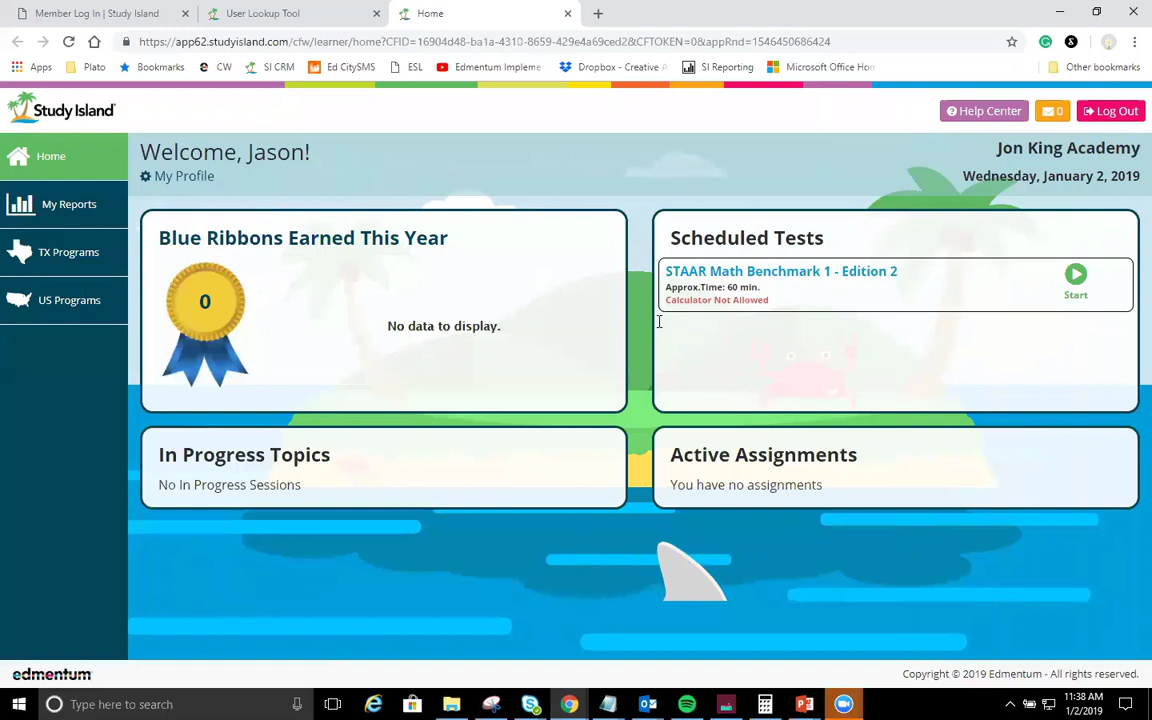 Member Log In | Study Island
User Lookup Tool
Home
https://app62.studyisland.com/cfw/learner/home?CFID=16904d48-ba1a-4310-8659-429e4a69ced2&CFTOKEN=0&appRnd=1546450686424
Apps
Plato
Bookmarks
CW
SI CRM
Ed CitySMS
ESL
Edmentum Impleme
Dropbox - Creative A
SI Reporting
Microsoft Office Hom
Other bookmarks
Study Island
Help Center
0
Log Out
Home
My Reports
TX Programs
US Programs
Welcome, Jason!
My Profile
Jon King Academy
Wednesday, January 2, 2019
Blue Ribbons Earned This Year
0
No data to display.
Scheduled Tests
STAAR Math Benchmark 1 - Edition 2
Approx.Time: 60 min.
Calculator Not Allowed
Start
In Progress Topics
No In Progress Sessions
Active Assignments
You have no assignments
edmentum
Copyright © 2019 Edmentum - All rights reserved.
Type here to search
11:38 AM
1/2/2019